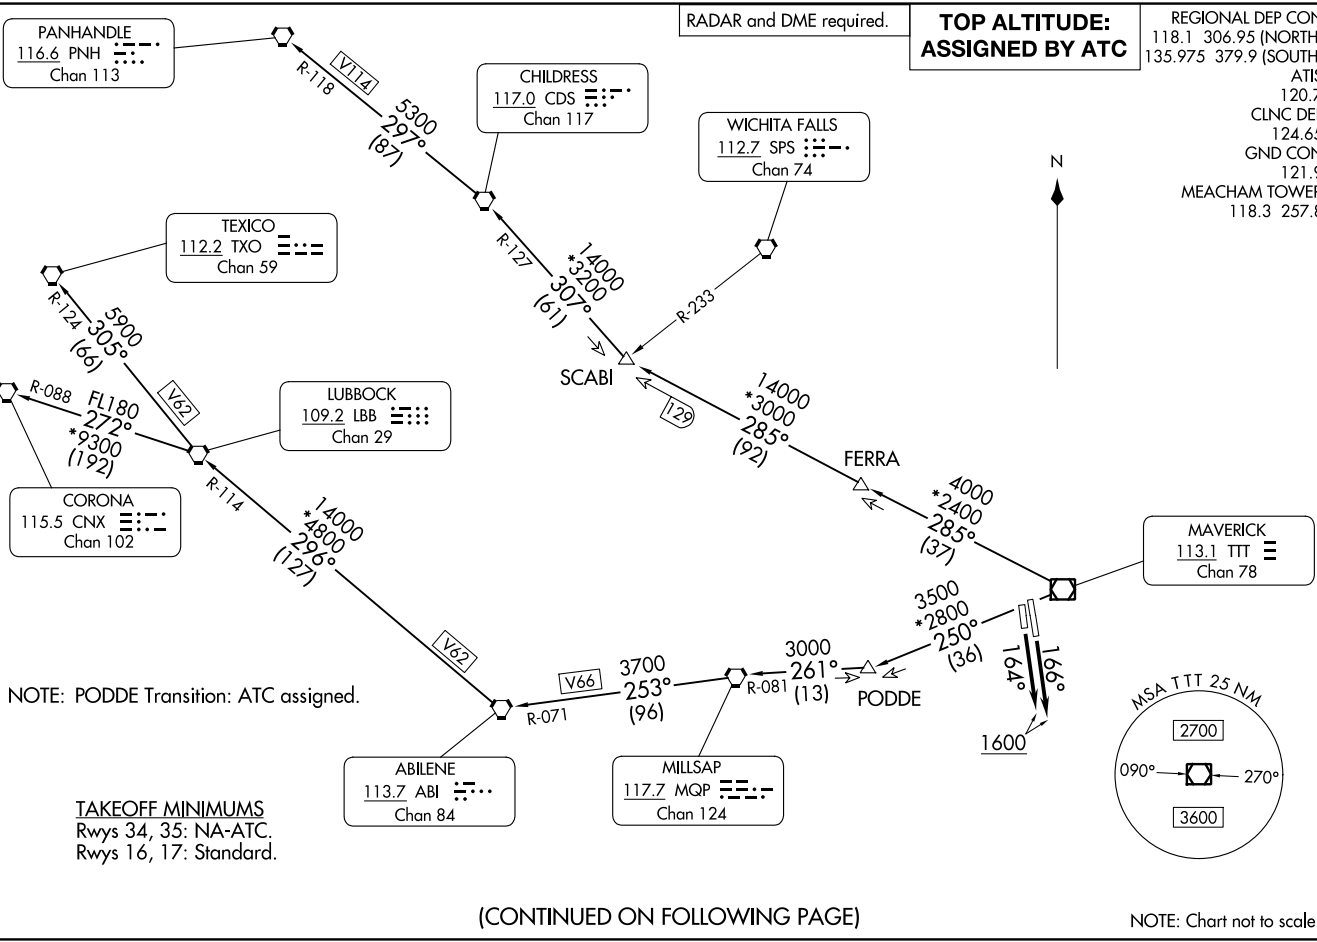 RADAR and DME required.
TOP ALTITUDE:
ASSIGNED BY ATC
REGIONAL DEP CON
118.1 306.95 (NORTH
135.975 379.9 (SOUTH
ATIS
120.7
CLNC DE
124.65
GND CON
121.9
MEACHAM TOWER
118.3 257.8
PANHANDLE
116.6 PNH
Chan 113
R-118
V114
5300
297°
(87)
CHILDRESS
117.0 CDS
Chan 117
WICHITA FALLS
112.7 SPS
Chan 74
N
R-127
14000
*3200
307°
(61)
R-233
TEXICO
112.2 TXO
Chan 59
R-124
5900
305°
(66)
V62
SCABI
129
14000
*3000
285°
(92)
R-088
FL180
272°
*9300
(192)
LUBBOCK
109.2 LBB
Chan 29
FERRA
4000
*2400
285°
(37)
CORONA
115.5 CNX
Chan 102
R-114
14000
*4800
296°
(127)
V62
MAVERICK
113.1 TTT
Chan 78
3500
*2800
250°
(36)
164°
166°
1600
3000
261°
(13)
R-081
PODDE
3700
253°
(96)
V66
R-071
NOTE: PODDE Transition: ATC assigned.
ABILENE
113.7 ABI
Chan 84
MILLSAP
117.7 MQP
Chan 124
MSA TTT 25 NM
2700
090°
270°
3600
TAKEOFF MINIMUMS
Rwys 34, 35: NA-ATC.
Rwys 16, 17: Standard.
(CONTINUED ON FOLLOWING PAGE)
NOTE: Chart not to scale